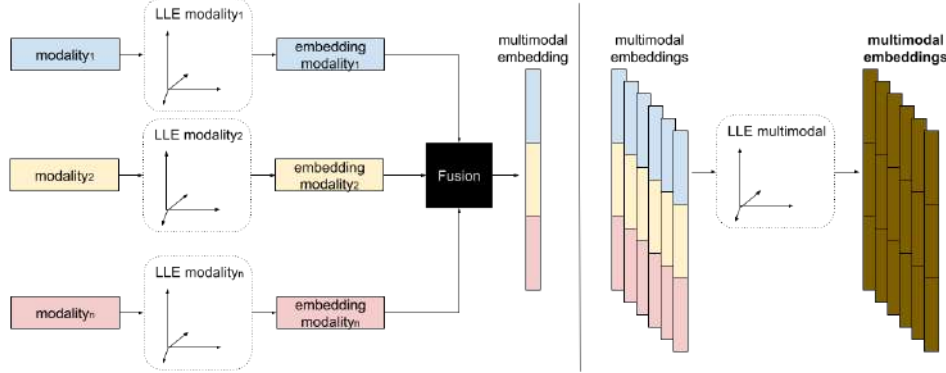 LLE modality₁
modality₁
embedding
modality₁
LLE modality₂
modality₂
embedding
modality₂
LLE modalityₙ
modalityₙ
embedding
modalityₙ
Fusion
multimodal
embedding
multimodal
embeddings
LLE multimodal
multimodal
embeddings